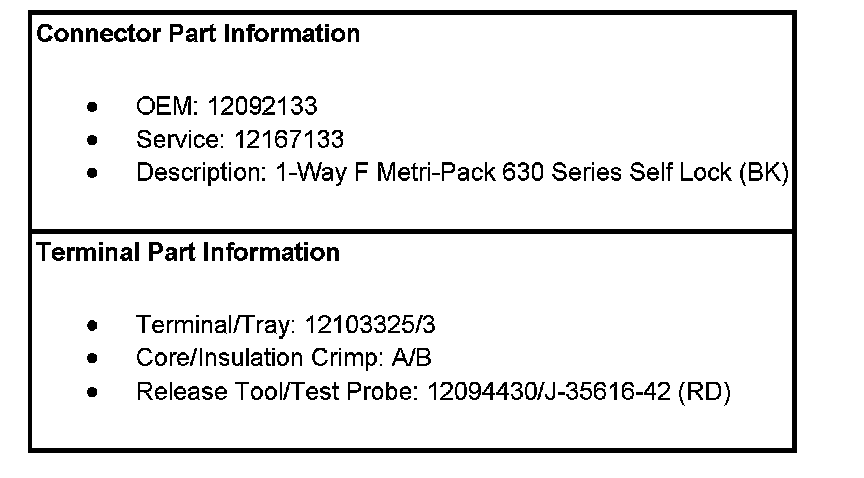 Connector Part Information
• OEM: 12092133
• Service: 12167133
• Description: 1-Way F Metri-Pack 630 Series Self Lock (BK)
Terminal Part Information
• Terminal/Tray: 12103325/3
• Core/Insulation Crimp: A/B
• Release Tool/Test Probe: 12094430/J-35616-42 (RD)